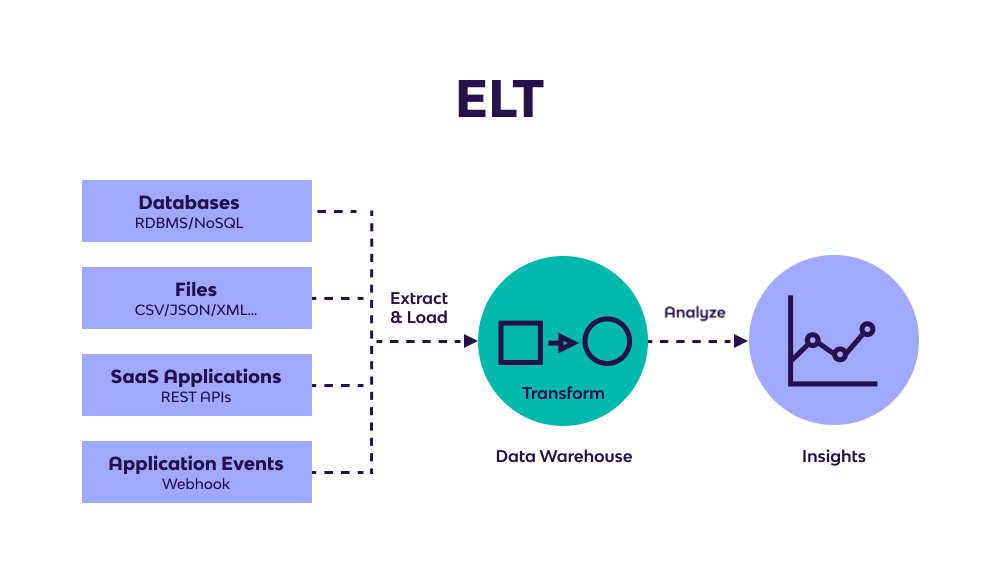 ELT
Databases
RDBMS/NoSQL
Files
CSV/JSON/XML...
SaaS Applications
REST APIs
Application Events
Webhook
Extract
& Load
Transform
Data Warehouse
Analyze
Insights